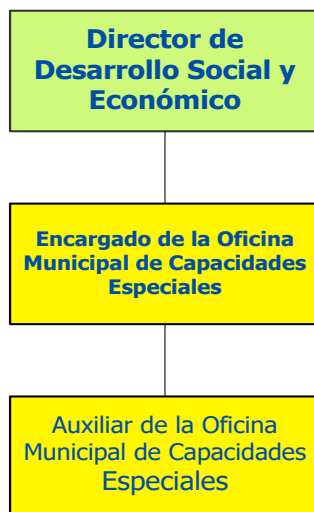 Director de
Desarrollo Social y
Económico
Encargado de la Oficina
Municipal de Capacidades
Especiales
Auxiliar de la Oficina
Municipal de Capacidades
Especiales